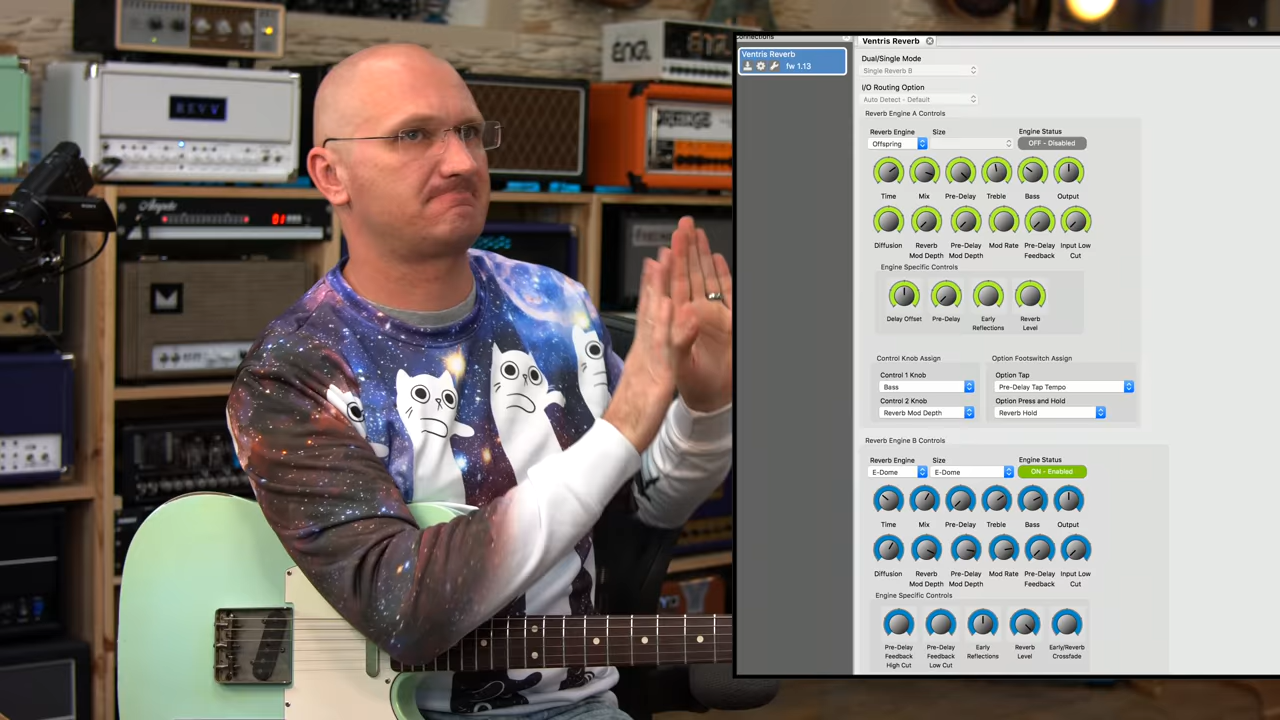 REVV
Ampete
01
SONY
M
Ventris Reverb
fw 1.13
Ventris Reverb
Dual/Single Mode
Single Reverb B
I/O Routing Option
Auto Detect - Default
Reverb Engine A Controls
Reverb Engine Size Engine Status
Offspring OFF - Disabled
Time Mix Pre-Delay Treble Bass Output
Diffusion Reverb Mod Depth Pre-Delay Mod Depth Mod Rate Pre-Delay Feedback Input Low Cut
Engine Specific Controls
Delay Offset Pre-Delay Early Reflections Reverb Level
Control Knob Assign Option Footswitch Assign
Control 1 Knob Option Tap
Bass Pre-Delay Tap Tempo
Control 2 Knob Option Press and Hold
Reverb Mod Depth Reverb Hold
Reverb Engine B Controls
Reverb Engine Size Engine Status
E-Dome E-Dome ON - Enabled
Time Mix Pre-Delay Treble Bass Output
Diffusion Reverb Mod Depth Pre-Delay Mod Depth Mod Rate Pre-Delay Feedback Input Low Cut
Engine Specific Controls
Pre-Delay Feedback High Cut Pre-Delay Feedback Low Cut Early Reflections Reverb Level Early/Reverb Crossfade